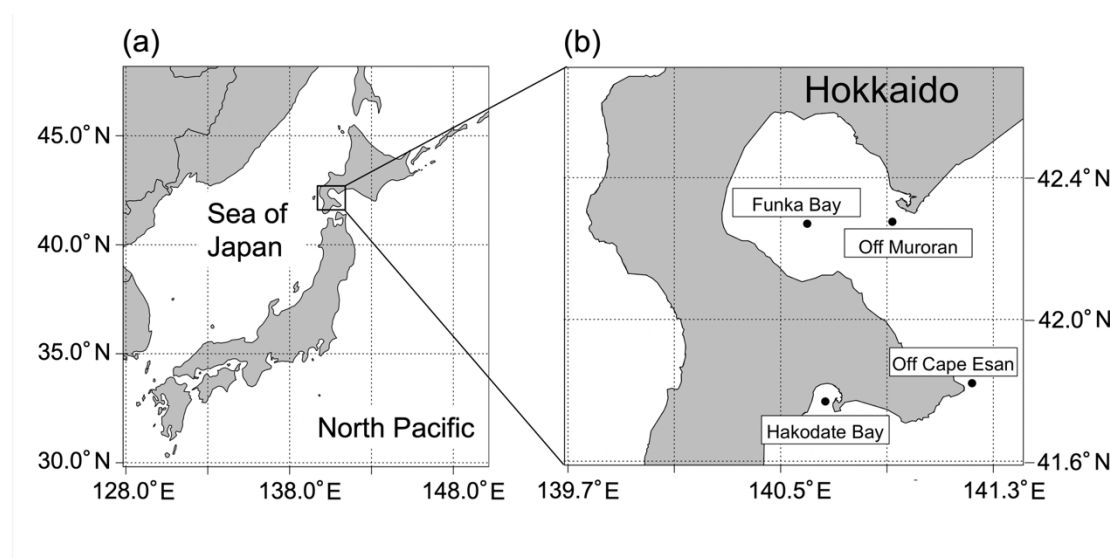 (a)
(b)
45.0° N
40.0° N
35.0° N
30.0° N
128.0° E
138.0° E
148.0° E
Sea of
Japan
North Pacific
Hokkaido
Funka Bay
Off Muroran
Off Cape Esan
Hakodate Bay
42.4° N
42.0° N
41.6° N
139.7° E
140.5° E
141.3° E